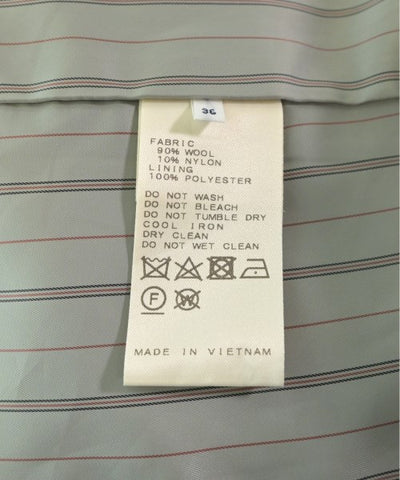 36
FABRIC
90% WOOL
10% NYLON
LINING
100% POLYESTER
DO NOT WASH
DO NOT BLEACH
DO NOT TUMBLE DRY
COOL IRON
DRY CLEAN
DO NOT WET CLEAN
F W
MADE IN VIETNAM